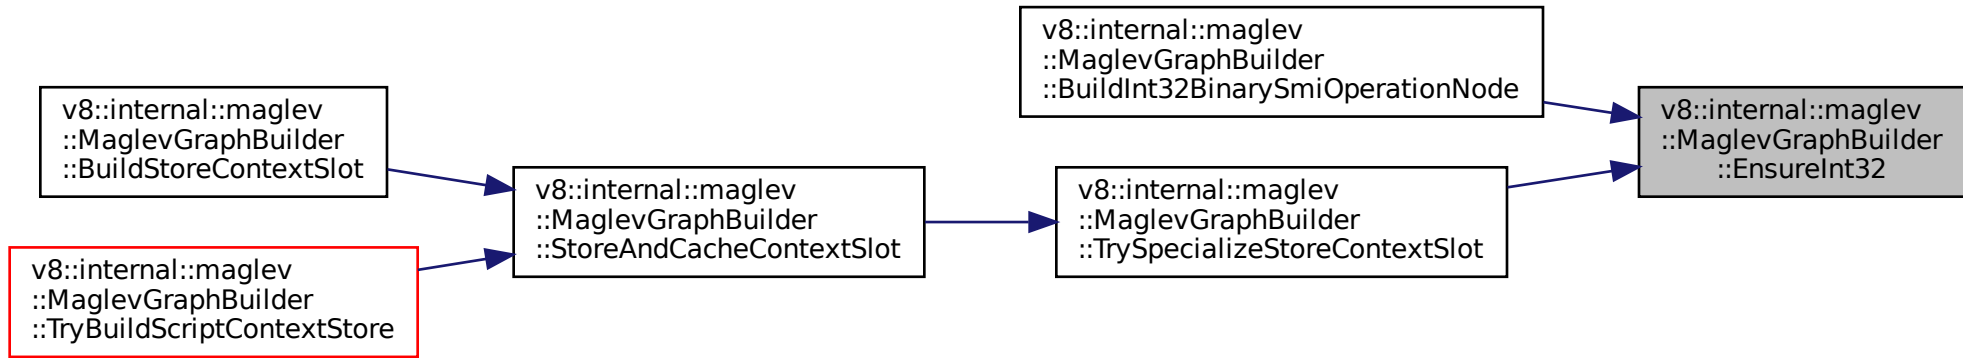 v8::internal::maglev
::MaglevGraphBuilder
::BuildStoreContextSlot
v8::internal::maglev
::MaglevGraphBuilder
::TryBuildScriptContextStore
v8::internal::maglev
::MaglevGraphBuilder
::StoreAndCacheContextSlot
v8::internal::maglev
::MaglevGraphBuilder
::BuildInt32BinarySmiOperationNode
v8::internal::maglev
::MaglevGraphBuilder
::TrySpecializeStoreContextSlot
v8::internal::maglev
::MaglevGraphBuilder
::EnsureInt32